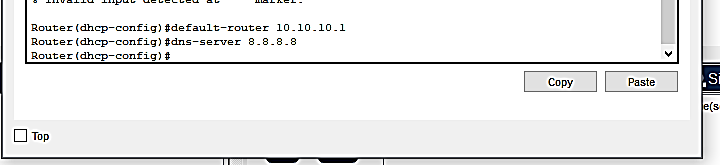 % Invalid input detected at marker.
Router(dhcp-config)#default-router 10.10.10.1
Router(dhcp-config)#dns-server 8.8.8.8
Router(dhcp-config)#
Copy
Paste
Top